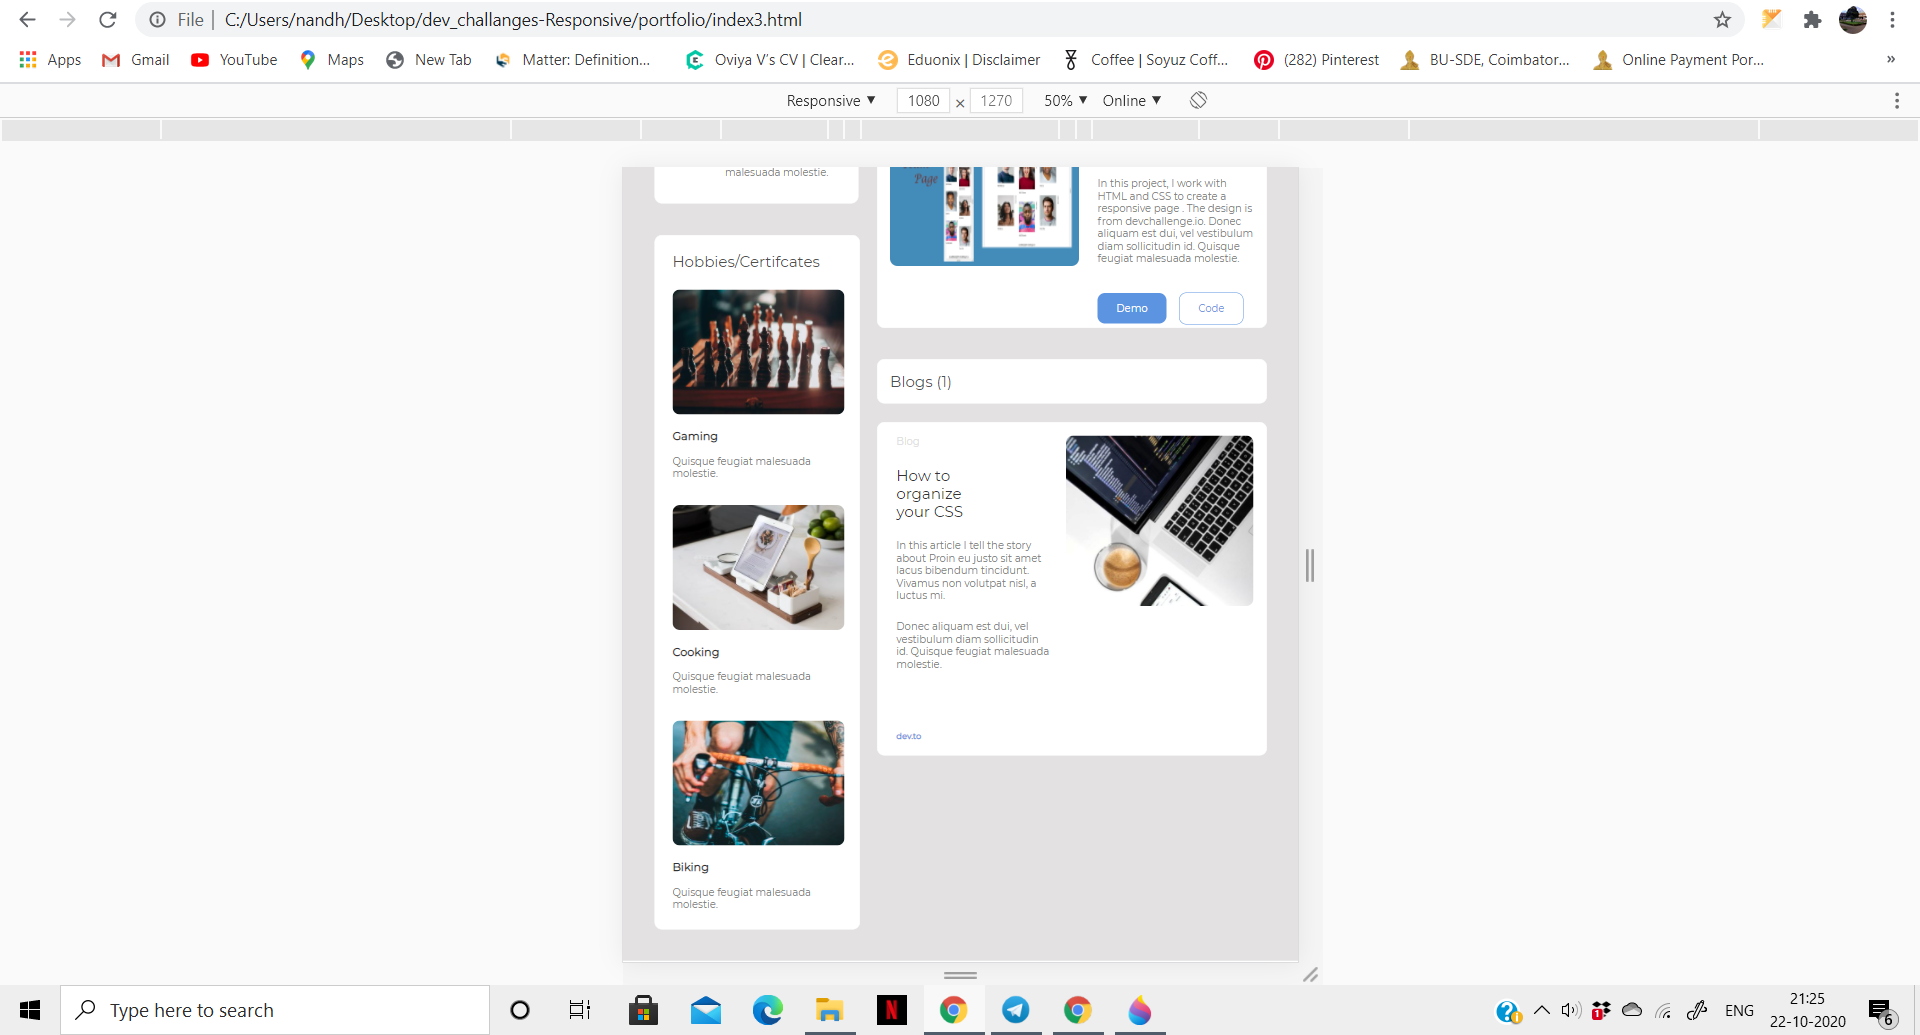 File
C:/Users/nandh/Desktop/dev_challanges-Responsive/portfolio/index3.html
Apps
Gmail
YouTube
Maps
New Tab
Matter: Definition...
Oviya V's CV | Clear...
Eduonix | Disclaimer
Coffee | Soyuz Coff...
(282) Pinterest
BU-SDE, Coimbator...
Online Payment Por...
»
Responsive ▼ 1080 × 1270 50% ▼ Online ▼
malesuada molestie.
Hobbies/Certifcates
Gaming
Quisque feugiat malesuada
molestie.
Cooking
Quisque feugiat malesuada
molestie.
Biking
Quisque feugiat malesuada
molestie.
Page
In this project, I work with
HTML and CSS to create a
responsive page . The design is
from devchallenge.io. Donec
aliquam est dui, vel vestibulum
diam sollicitudin id. Quisque
feugiat malesuada molestie.
Demo
Code
Blogs (1)
Blog
How to
organize
your CSS
In this article I tell the story
about Proin eu justo sit amet
lacus bibendum tincidunt.
Vivamus non volutpat nisl, a
luctus mi.
Donec aliquam est dui, vel
vestibulum diam sollicitudin
id. Quisque feugiat malesuada
molestie.
dev.to
Type here to search
N
1
ENG
21:25
22-10-2020
6